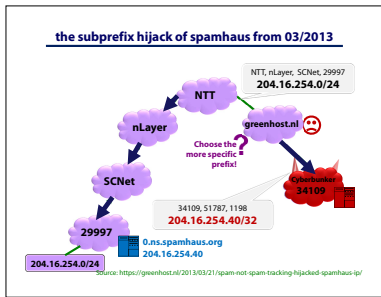 the subprefix hijack of spamhaus from 03/2013
NTT, nLayer, SCNet, 29997
204.16.254.0/24
NTT
nLayer
greenhost.nl
Choose the
more specific
prefix!
?
SCNet
Cyberbunker
34109
34109, 51787, 1198
204.16.254.40/32
29997
0.ns.spamhaus.org
204.16.254.40
204.16.254.0/24
Source: https://greenhost.nl/2013/03/21/spam-not-spam-tracking-hijacked-spamhaus-ip/